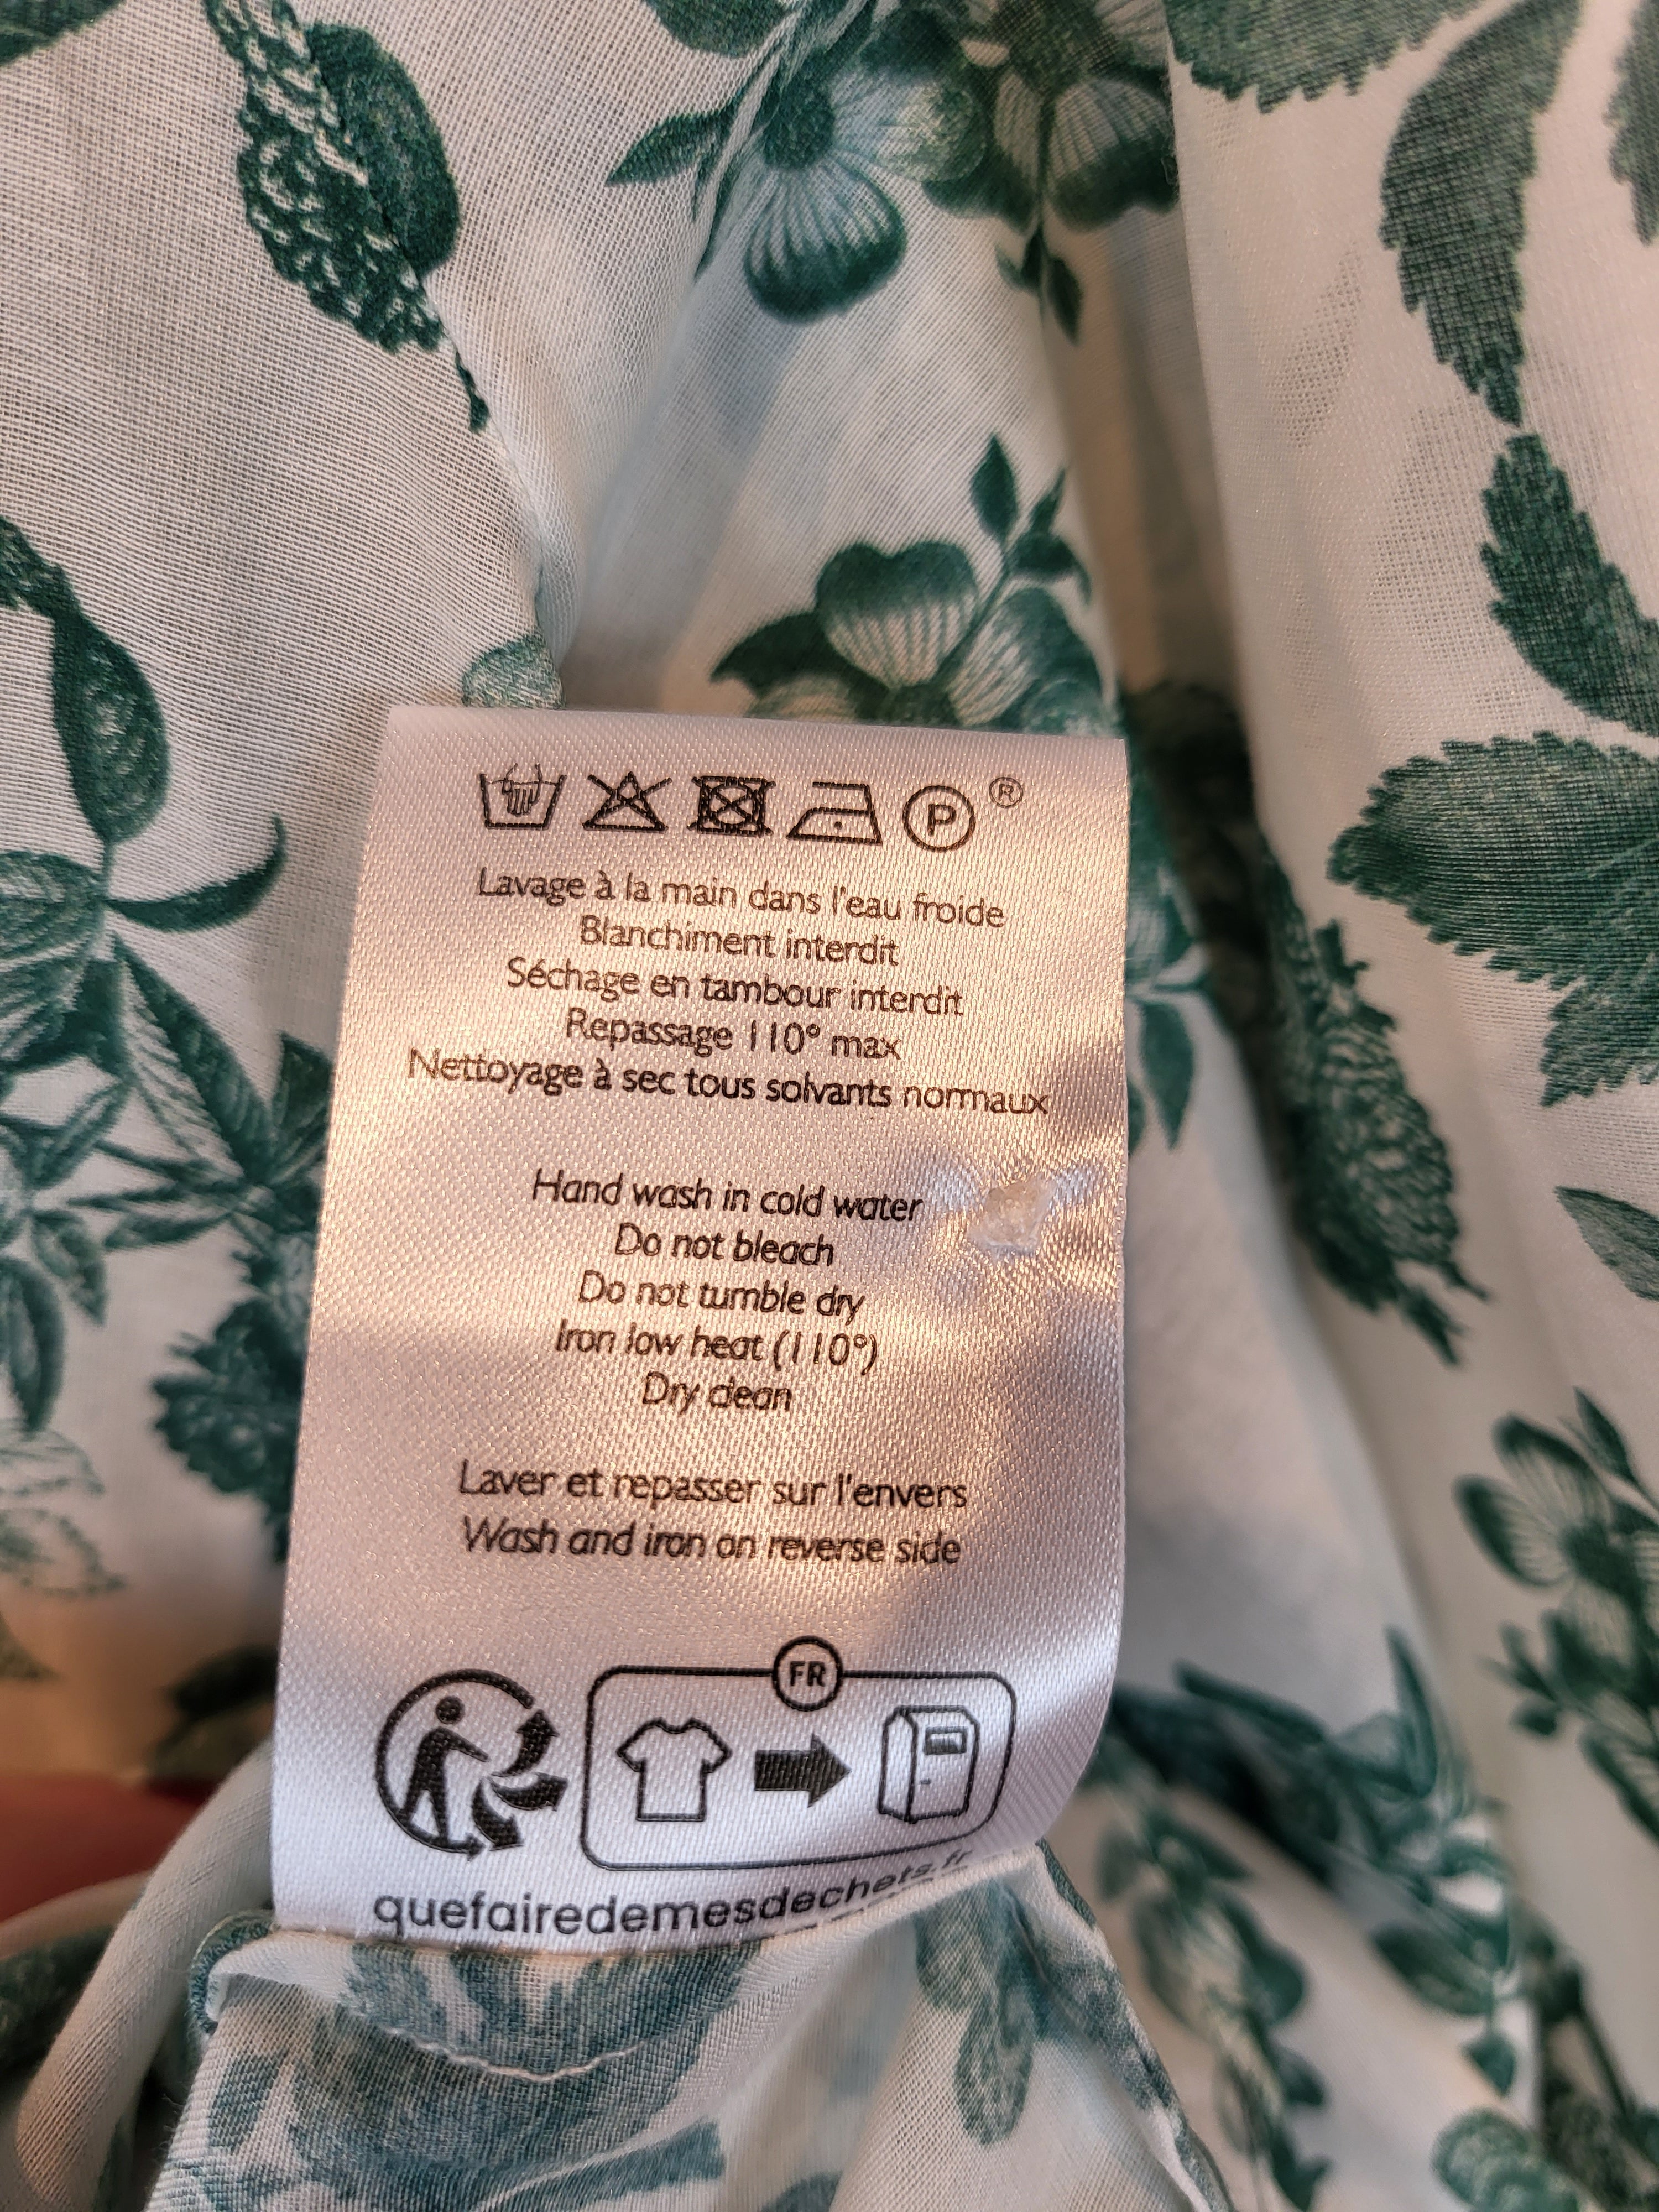 P ®
Lavage à la main dans l'eau froide
Blanchiment interdit
Séchage en tambour interdit
Repassage 110° max
Nettoyage à sec tous solvants normaux
Hand wash in cold water
Do not bleach
Do not tumble dry
Iron low heat (110°)
Dry clean
Laver et repasser sur l'envers
Wash and iron on reverse side
FR
quefairedemesdechets.fr